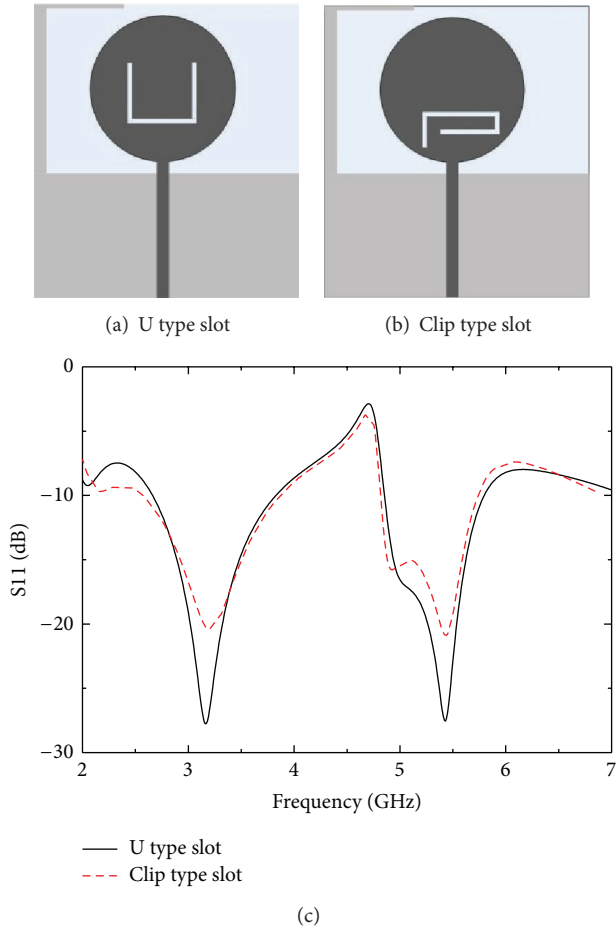 (a) U type slot
(b) Clip type slot
0
−10
−20
−30
S11 (dB)
2
3
4
5
6
7
Frequency (GHz)
U type slot
Clip type slot
(c)